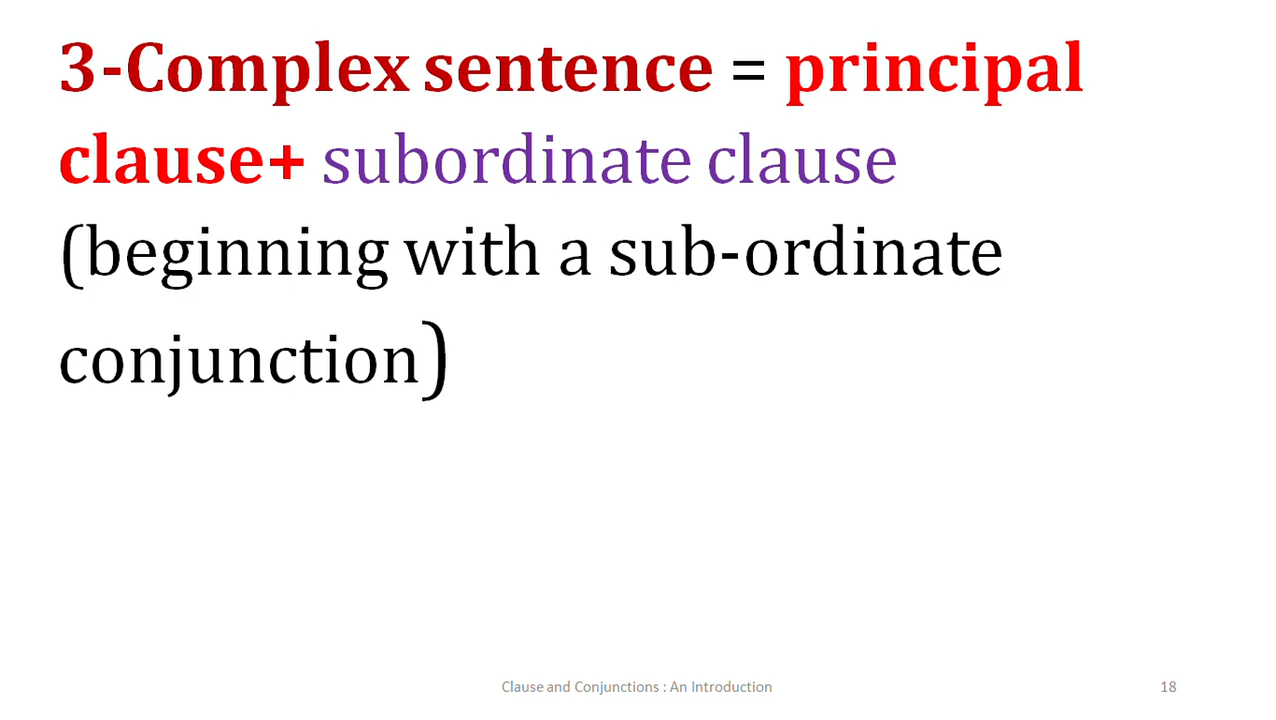 3-Complex sentence = principal
clause+ subordinate clause
(beginning with a sub-ordinate
conjunction)
Clause and Conjunctions : An Introduction
18